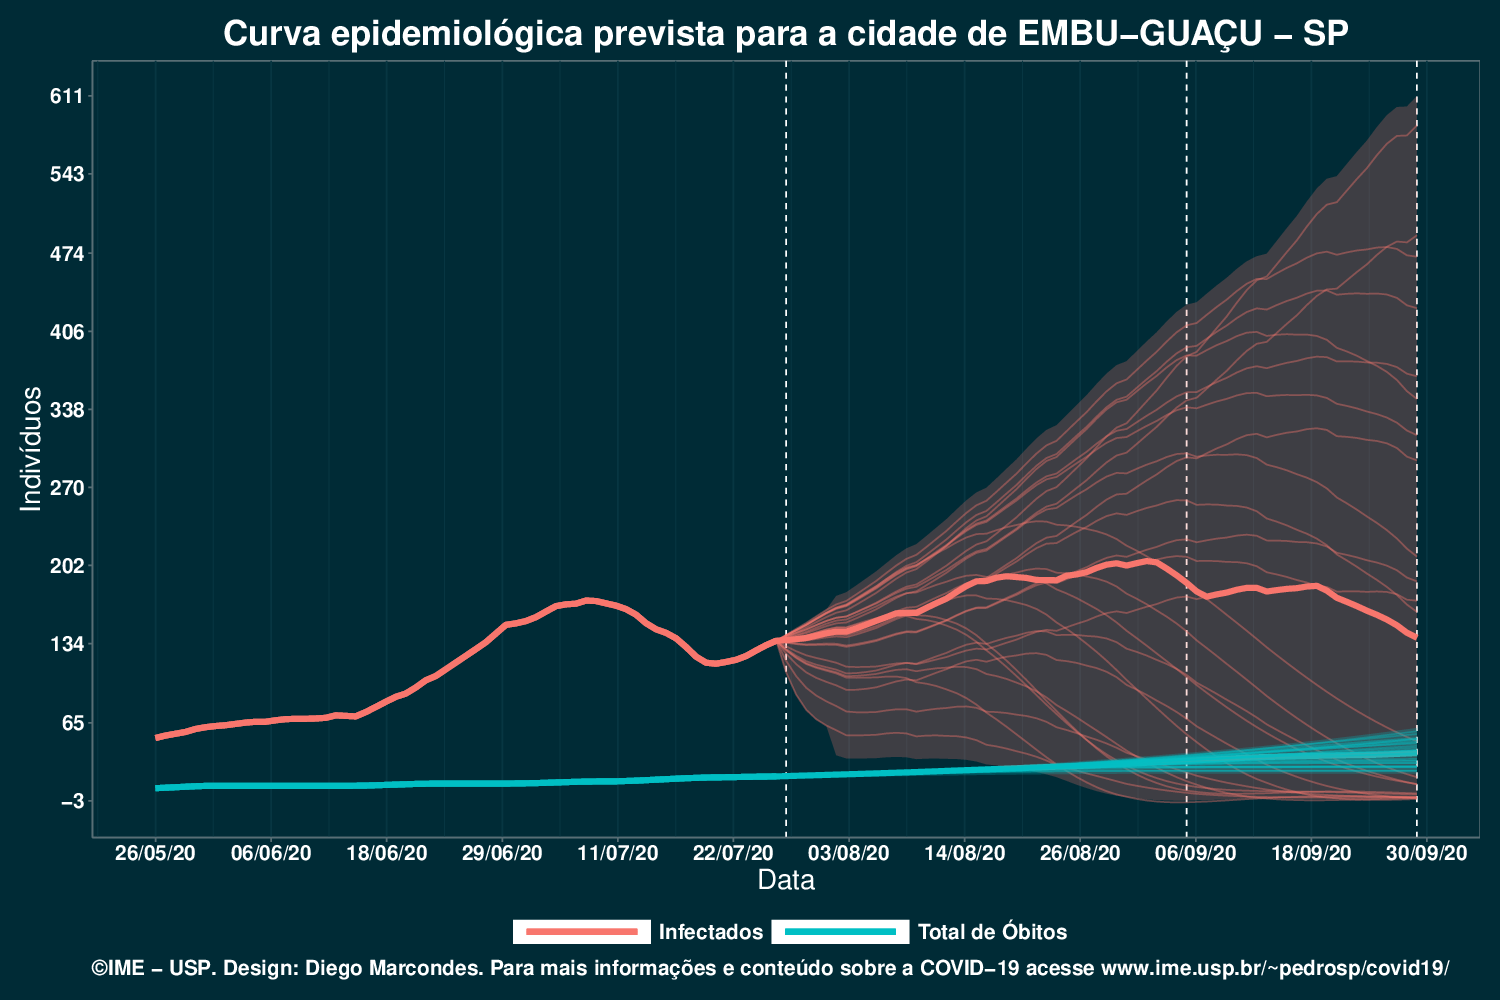 Curva epidemiológica prevista para a cidade de EMBU−GUAÇU − SP
Indivíduos
611
543
474
406
338
270
202
134
65
−3
26/05/20 06/06/20 18/06/20 29/06/20 11/07/20 22/07/20 03/08/20 14/08/20 26/08/20 06/09/20 18/09/20 30/09/20
Data
Infectados Total de Óbitos
©IME − USP. Design: Diego Marcondes. Para mais informações e conteúdo sobre a COVID−19 acesse www.ime.usp.br/~pedrosp/covid19/